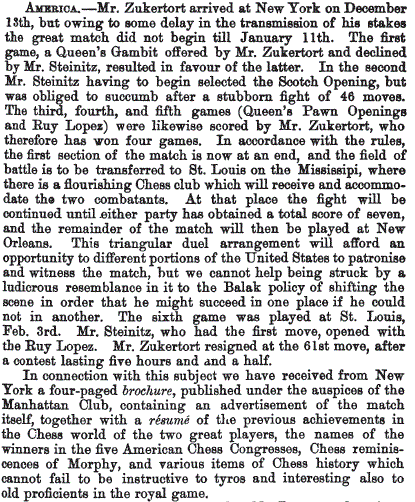 AMERICA.—Mr. Zukertort arrived at New York on December
13th, but owing to some delay in the transmission of his stakes
the great match did not begin till January 11th. The first
game, a Queen's Gambit offered by Mr. Zukertort and declined
by Mr. Steinitz, resulted in favour of the latter. In the second
Mr. Steinitz having to begin selected the Scotch Opening, but
was obliged to succumb after a stubborn fight of 46 moves.
The third, fourth, and fifth games (Queen's Pawn Openings
and Ruy Lopez) were likewise scored by Mr. Zukertort, who
therefore has won four games. In accordance with the rules,
the first section of the match is now at an end, and the field of
battle is to be transferred to St. Louis on the Mississipi, where
there is a flourishing Chess club which will receive and accommo-
date the two combatants. At that place the fight will be
continued until either party has obtained a total score of seven,
and the remainder of the match will then be played at New
Orleans. This triangular duel arrangement will afford an
opportunity to different portions of the United States to patronise
and witness the match, but we cannot help being struck by a
ludicrous resemblance in it to the Balak policy of shifting the
scene in order that he might succeed in one place if he could
not in another. The sixth game was played at St. Louis,
Feb. 3rd. Mr. Steinitz, who had the first move, opened with
the Ruy Lopez. Mr. Zukertort resigned at the 61st move, after
a contest lasting five hours and and a half.
In connection with this subject we have received from New
York a four-paged brochure, published under the auspices of the
Manhattan Club, containing an advertisement of the match
itself, together with a résumé of the previous achievements in
the Chess world of the two great players, the names of the
winners in the five American Chess Congresses, Chess reminis-
cences of Morphy, and various items of Chess history which
cannot fail to be instructive to tyros and interesting also to
old proficients in the royal game.